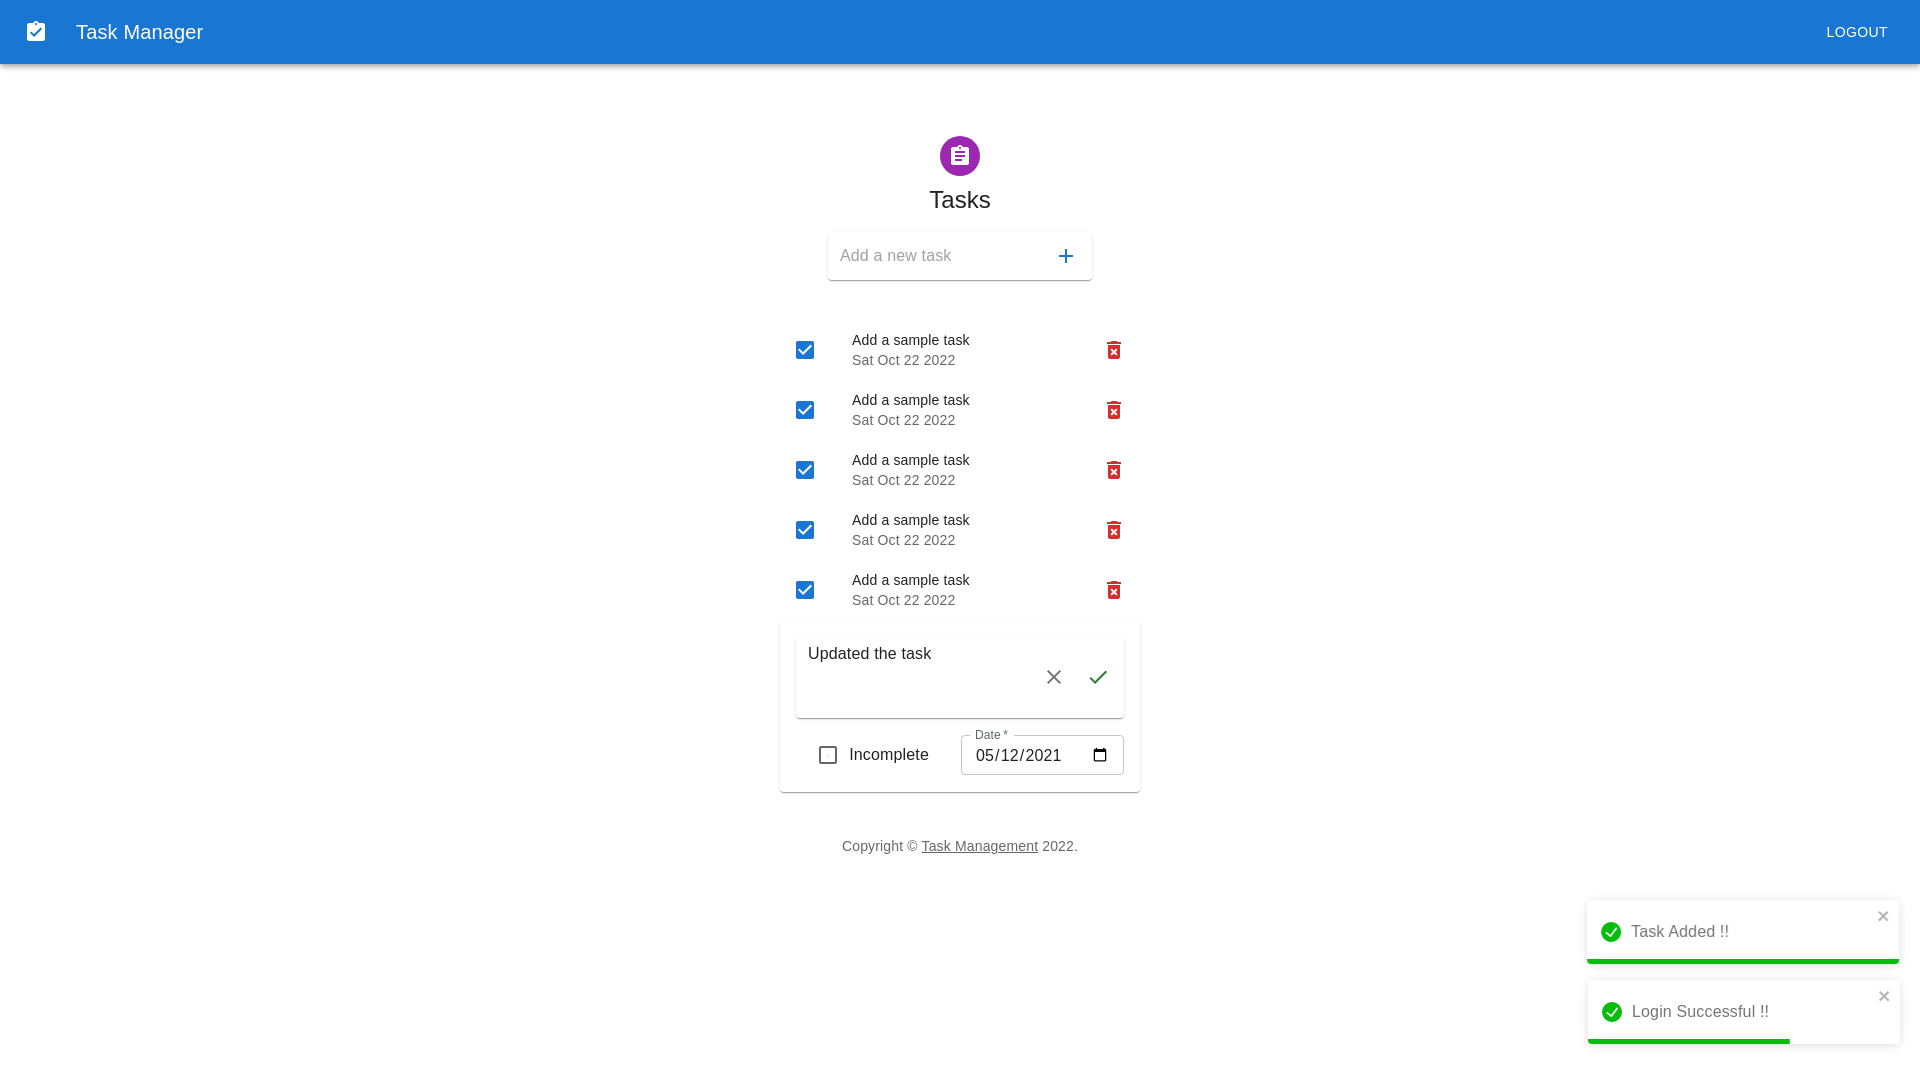 Task Manager
LOGOUT
Tasks
Add a new task
Add a sample task
Sat Oct 22 2022
Add a sample task
Sat Oct 22 2022
Add a sample task
Sat Oct 22 2022
Add a sample task
Sat Oct 22 2022
Add a sample task
Sat Oct 22 2022
Updated the task
Incomplete
Date *
05/12/2021
Copyright © Task Management 2022.
Task Added !!
Login Successful !!